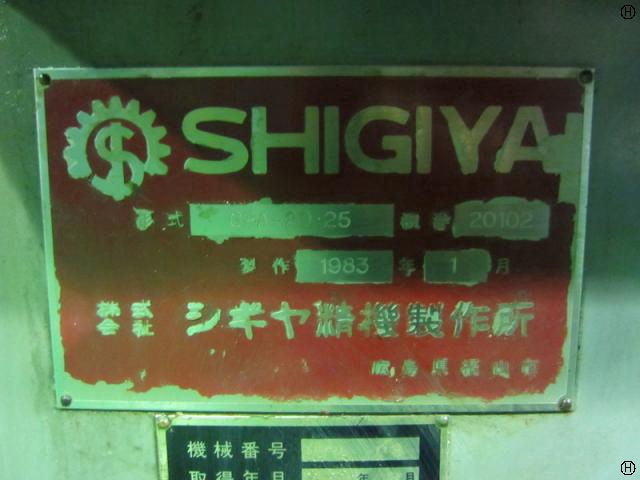 SHIGIYA
形式 G-A-20・25 機番 20102
製作 1983 年 1 月
株式会社 シギヤ精機製作所
広島県福山市
機械番号
取得年月 年 月